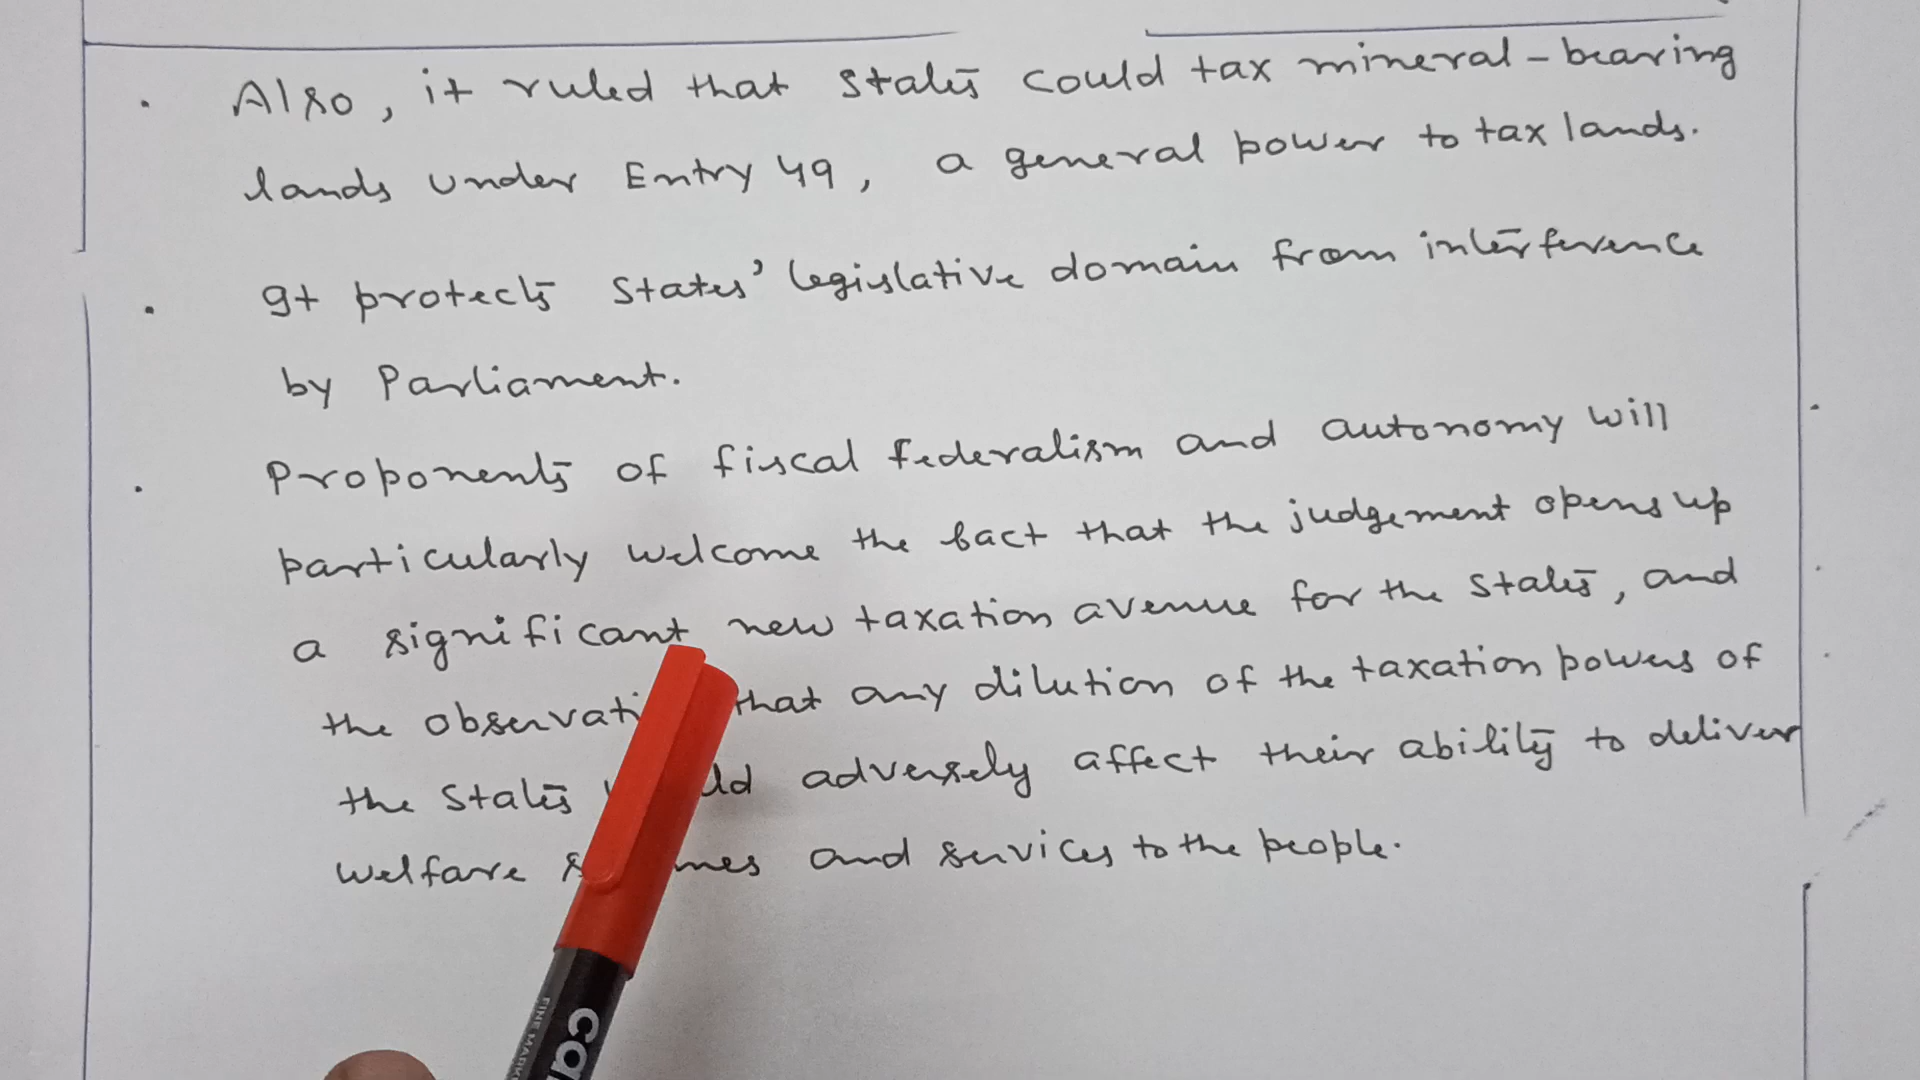 . Also, it ruled that states could tax mineral-bearing
lands under Entry 49, a general power to tax lands.
. It protects States' legislative domain from interference
by Parliament.
. Proponents of fiscal federalism and autonomy will
particularly welcome the fact that the judgement opens up
a significant new taxation avenue for the states, and
the that any dilution of the taxation powers of
the states adversely affect their ability to deliver
welfare and services to the people.
FINE MARK
ca